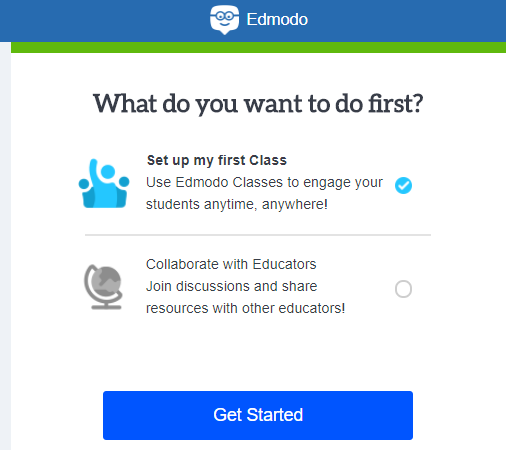 Edmodo
What do you want to do first?
Set up my first Class
Use Edmodo Classes to engage your
students anytime, anywhere!
Collaborate with Educators
Join discussions and share
resources with other educators!
Get Started